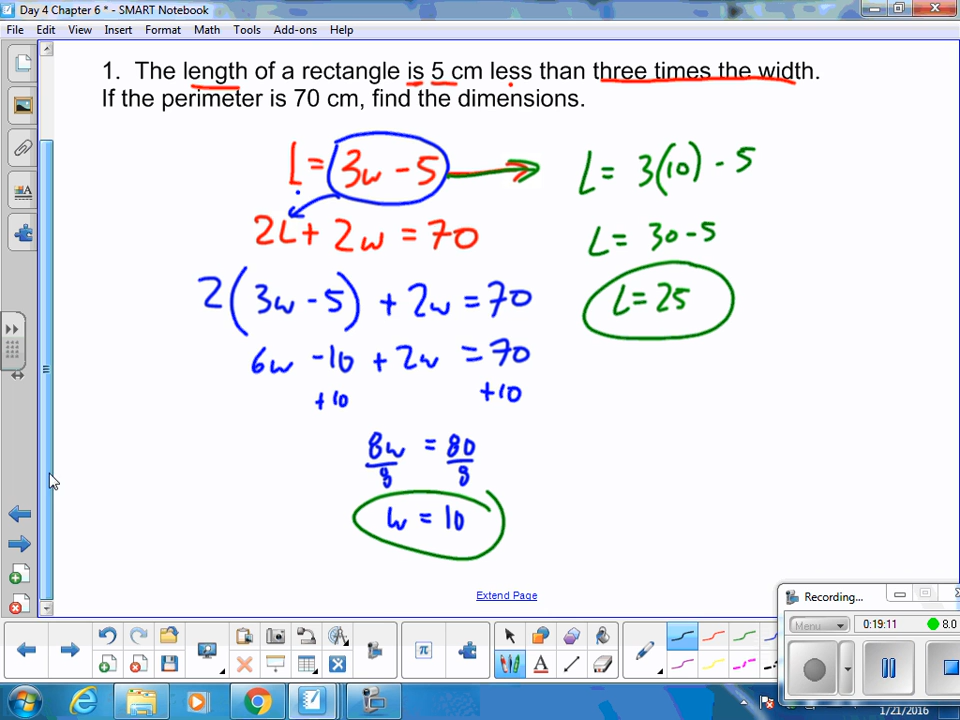 Day 4 Chapter 6 * - SMART Notebook
File Edit View Insert Format Math Tools Add-ons Help
1. The length of a rectangle is 5 cm less than three times the width.
If the perimeter is 70 cm, find the dimensions.
L = 3w - 5
L = 3(10) - 5
2L + 2w = 70
L = 30 - 5
2(3w - 5) + 2w = 70
L = 25
6w - 10 + 2w = 70
+10 +10
8w = 80
8 8
w = 10
Extend Page
Recording...
Menu 0:19:11 8.0
π
A
1/21/2016